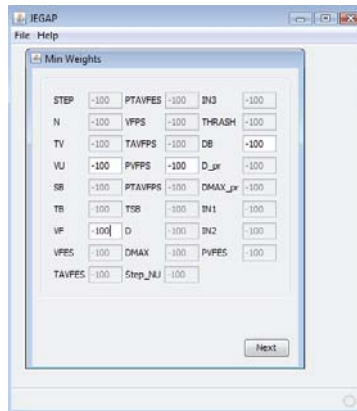 JEGAP
File Help
Min Weights
STEP -100 PTAVFES -100 IN3 -100
N -100 VFPS -100 THRASH -100
TV -100 TAVFPS -100 DB -100
VU -100 PVFPS -100 D_pr -100
SB -100 PTAVFPS -100 DMAX_pr -100
TB -100 TSB -100 IN1 -100
VF -100 D -100 IN2 -100
VFES -100 DMAX -100 PVFES -100
TAVFES -100 Step_NU -100
Next